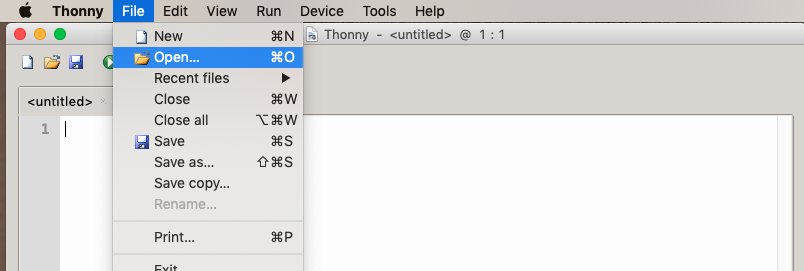 Thonny File Edit View Run Device Tools Help
Thonny - <untitled> @ 1 : 1
New ⌘N
Open... ⌘O
Recent files ▶
Close ⌘W
Close all ⌥⌘W
Save ⌘S
Save as... ⇧⌘S
Save copy...
Rename...
Print... ⌘P
Exit
<untitled> ×
1